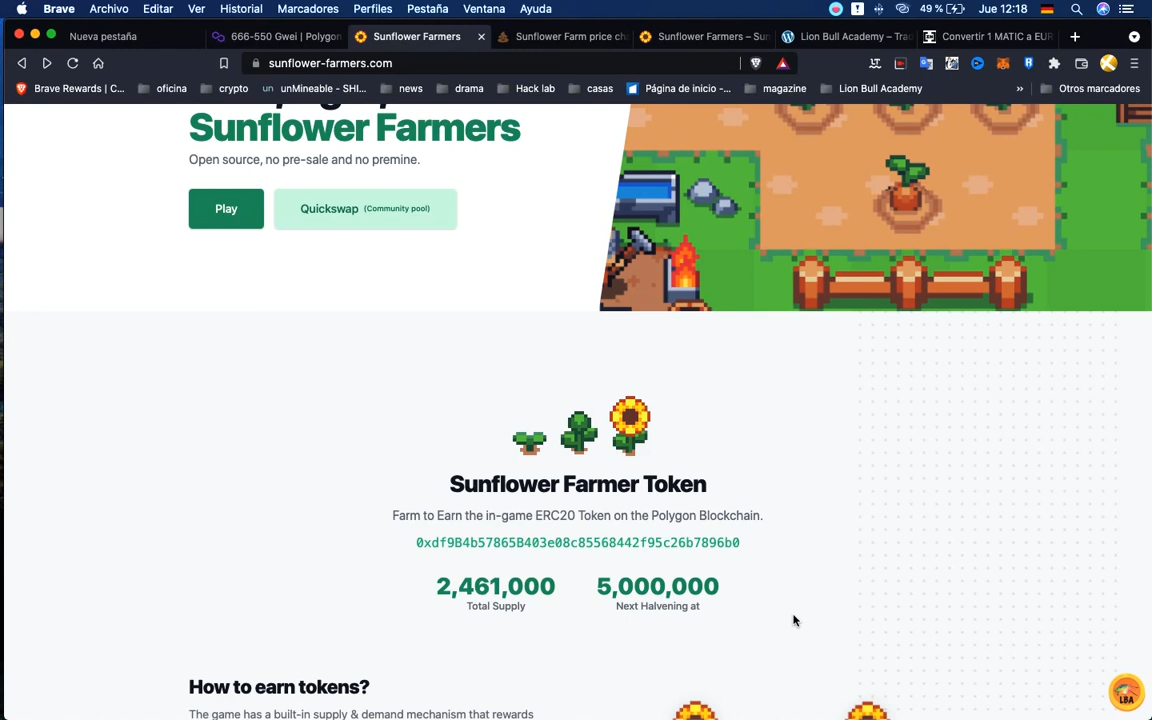 Brave Archivo Editar Ver Historial Marcadores Perfiles Pestaña Ventana Ayuda 49 % Jue 12:18
Nueva pestaña 666-550 Gwei | Polygon Sunflower Farmers Sunflower Farm price cha Sunflower Farmers – Sun Lion Bull Academy – Trad Convertir 1 MATIC a EUR
sunflower-farmers.com
Brave Rewards | C... oficina crypto unMineable - SHI... news drama Hack lab casas Página de inicio -... magazine Lion Bull Academy » Otros marcadores
Sunflower Farmers
Open source, no pre-sale and no premine.
Play Quickswap (Community pool)
Sunflower Farmer Token
Farm to Earn the in-game ERC20 Token on the Polygon Blockchain.
0xdf9B4b57865B403e08c85568442f95c26b7896b0
2,461,000 5,000,000
Total Supply Next Halvening at
How to earn tokens?
The game has a built-in supply & demand mechanism that rewards
LBA